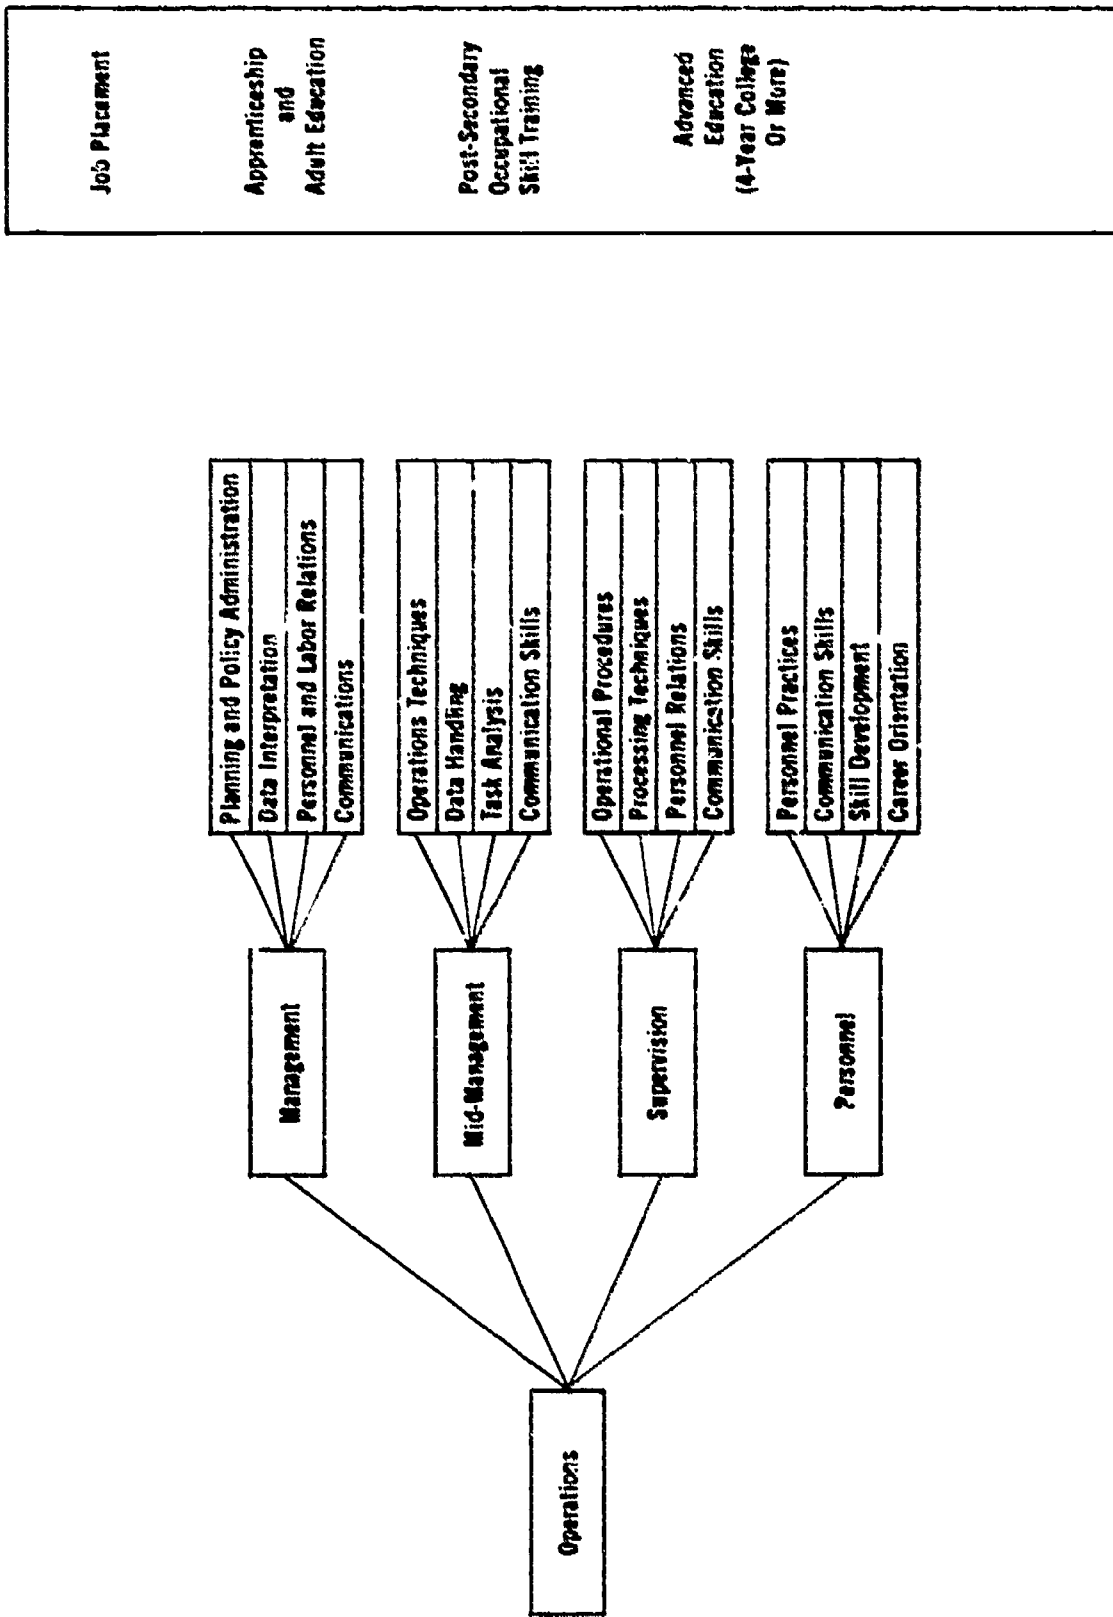 Operations
Management
Mid-Management
Supervision
Personnel
Planning and Policy Administration
Data Interpretation
Personnel and Labor Relations
Communications
Operations Techniques
Data Handling
Task Analysis
Communication Skills
Operational Procedures
Processing Techniques
Personnel Relations
Communication Skills
Personnel Practices
Communication Skills
Skill Development
Career Orientation
Job Placement
Apprenticeship
and
Adult Education
Post-Secondary
Occupational
Skill Training
Advanced
Education
(4-Year College
Or More)